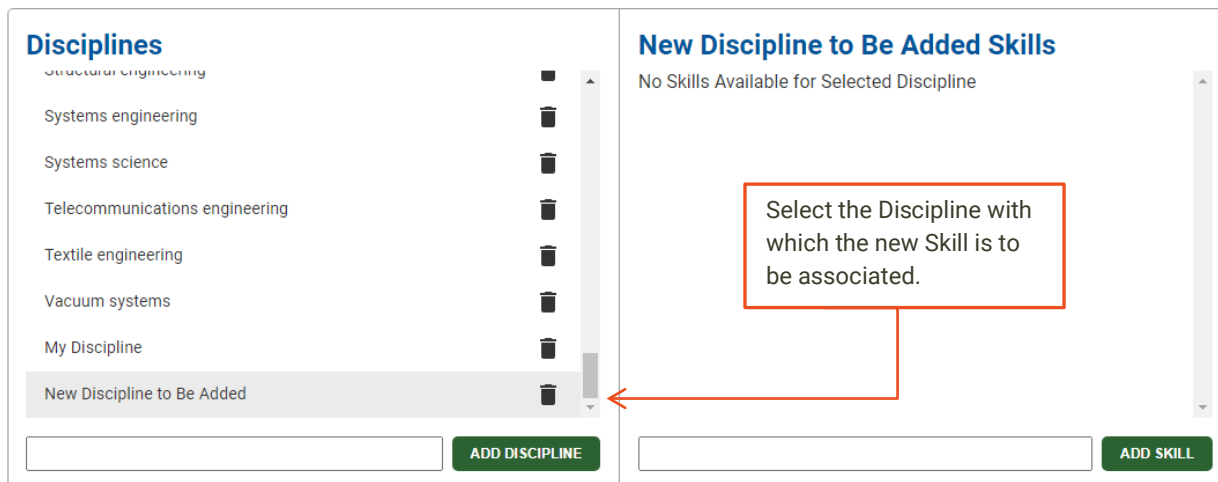 Disciplines
Structural engineering
Systems engineering
Systems science
Telecommunications engineering
Textile engineering
Vacuum systems
My Discipline
New Discipline to Be Added
ADD DISCIPLINE
New Discipline to Be Added Skills
No Skills Available for Selected Discipline
Select the Discipline with
which the new Skill is to
be associated.
ADD SKILL